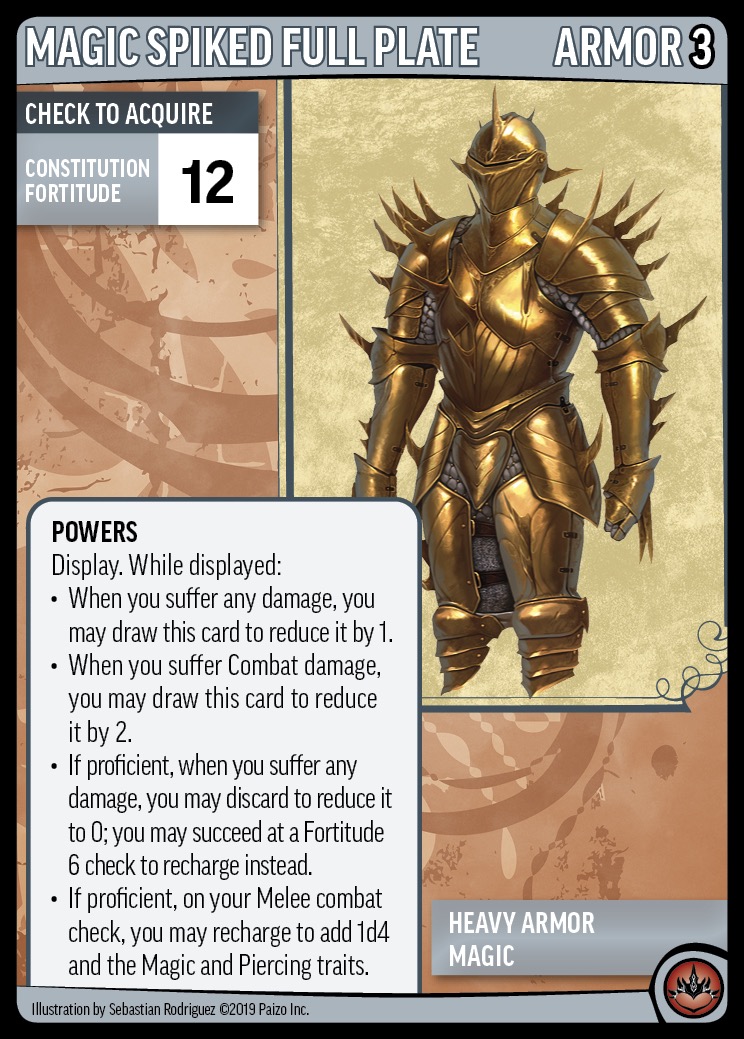 MAGIC SPIKED FULL PLATE ARMOR 3
CHECK TO ACQUIRE
CONSTITUTION
FORTITUDE
12
POWERS
Display. While displayed:
• When you suffer any damage, you
may draw this card to reduce it by 1.
• When you suffer Combat damage,
you may draw this card to reduce
it by 2.
• If proficient, when you suffer any
damage, you may discard to reduce it
to 0; you may succeed at a Fortitude
6 check to recharge instead.
• If proficient, on your Melee combat
check, you may recharge to add 1d4
and the Magic and Piercing traits.
HEAVY ARMOR
MAGIC
Illustration by Sebastian Rodriguez ©2019 Paizo Inc.